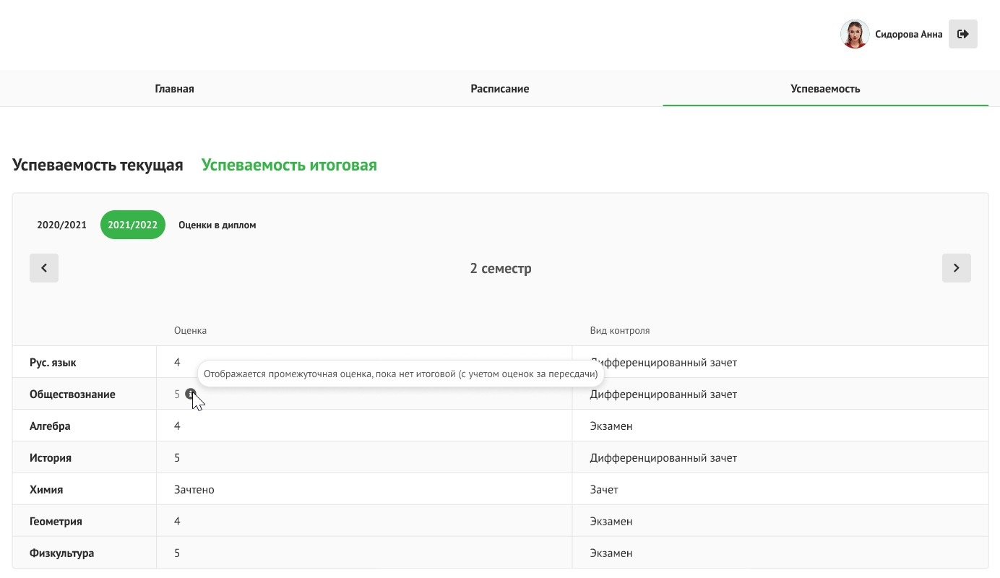 Сидорова Анна
Главная Расписание Успеваемость
Успеваемость текущая Успеваемость итоговая
2020/2021 2021/2022 Оценки в диплом
2 семестр
Оценка Вид контроля
Рус. язык 4 Дифференцированный зачет
Отображается промежуточная оценка, пока нет итоговой (с учетом оценок за пересдачи)
Обществознание 5 Дифференцированный зачет
Алгебра 4 Экзамен
История 5 Дифференцированный зачет
Химия Зачтено Зачет
Геометрия 4 Экзамен
Физкультура 5 Экзамен